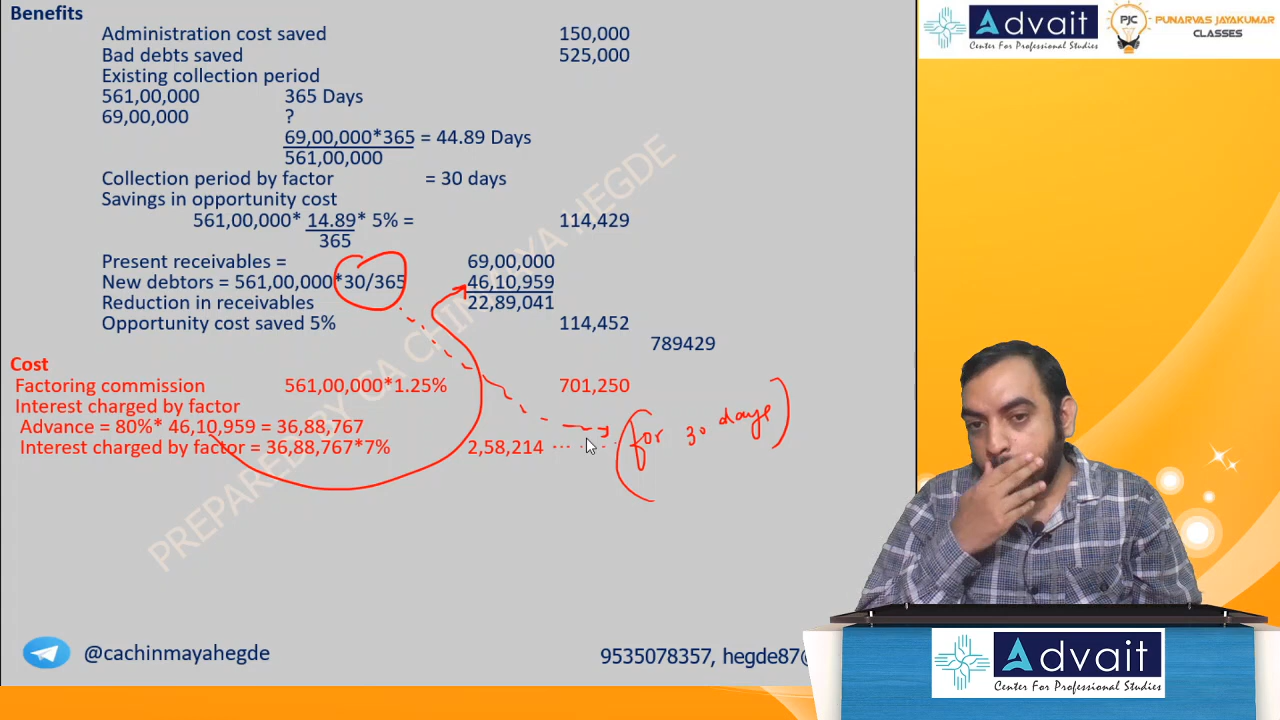 Benefits
Administration cost saved 150,000
Bad debts saved 525,000
Existing collection period
561,00,000 365 Days
69,00,000 ?
69,00,000*365 = 44.89 Days
561,00,000
Collection period by factor = 30 days
Savings in opportunity cost
561,00,000* 14.89* 5% = 114,429
365
Present receivables = 69,00,000
New debtors = 561,00,000*30/365 46,10,959
Reduction in receivables 22,89,041
Opportunity cost saved 5% 114,452
789429
Cost
Factoring commission 561,00,000*1.25% 701,250
Interest charged by factor
Advance = 80%* 46,10,959 = 36,88,767
Interest charged by factor = 36,88,767*7% 2,58,214
(for 30 days)
PREPARED BY CA CHINMAYA HEGDE
@cachinmayahegde
9535078357, hegde87@
Advait
Center For Professional Studies
PJC
PUNARVAS JAYAKUMAR
CLASSES
Advait
Center For Professional Studies